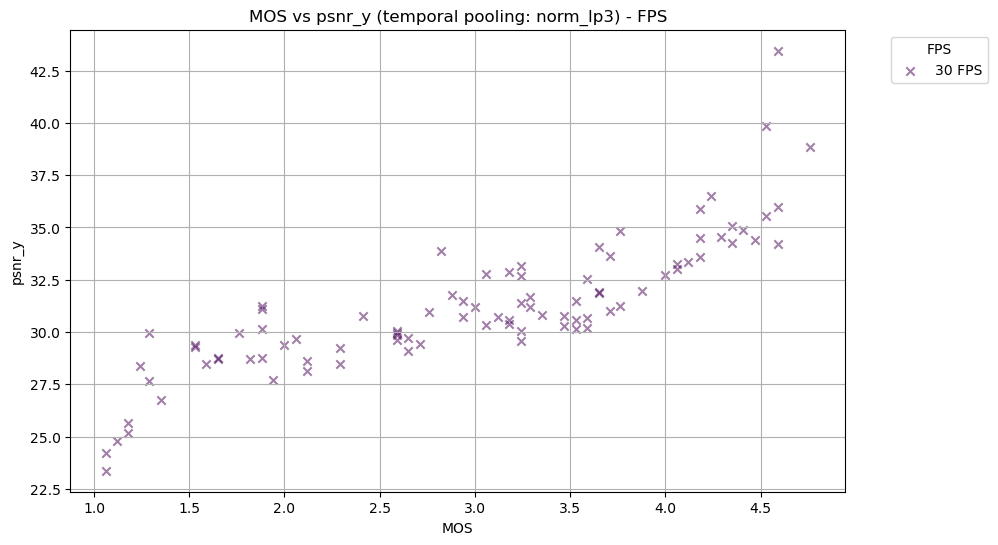 MOS vs psnr_y (temporal pooling: norm_lp3) - FPS
FPS
30 FPS
42.5
40.0
37.5
35.0
32.5
30.0
27.5
25.0
22.5
psnr_y
1.0 1.5 2.0 2.5 3.0 3.5 4.0 4.5
MOS